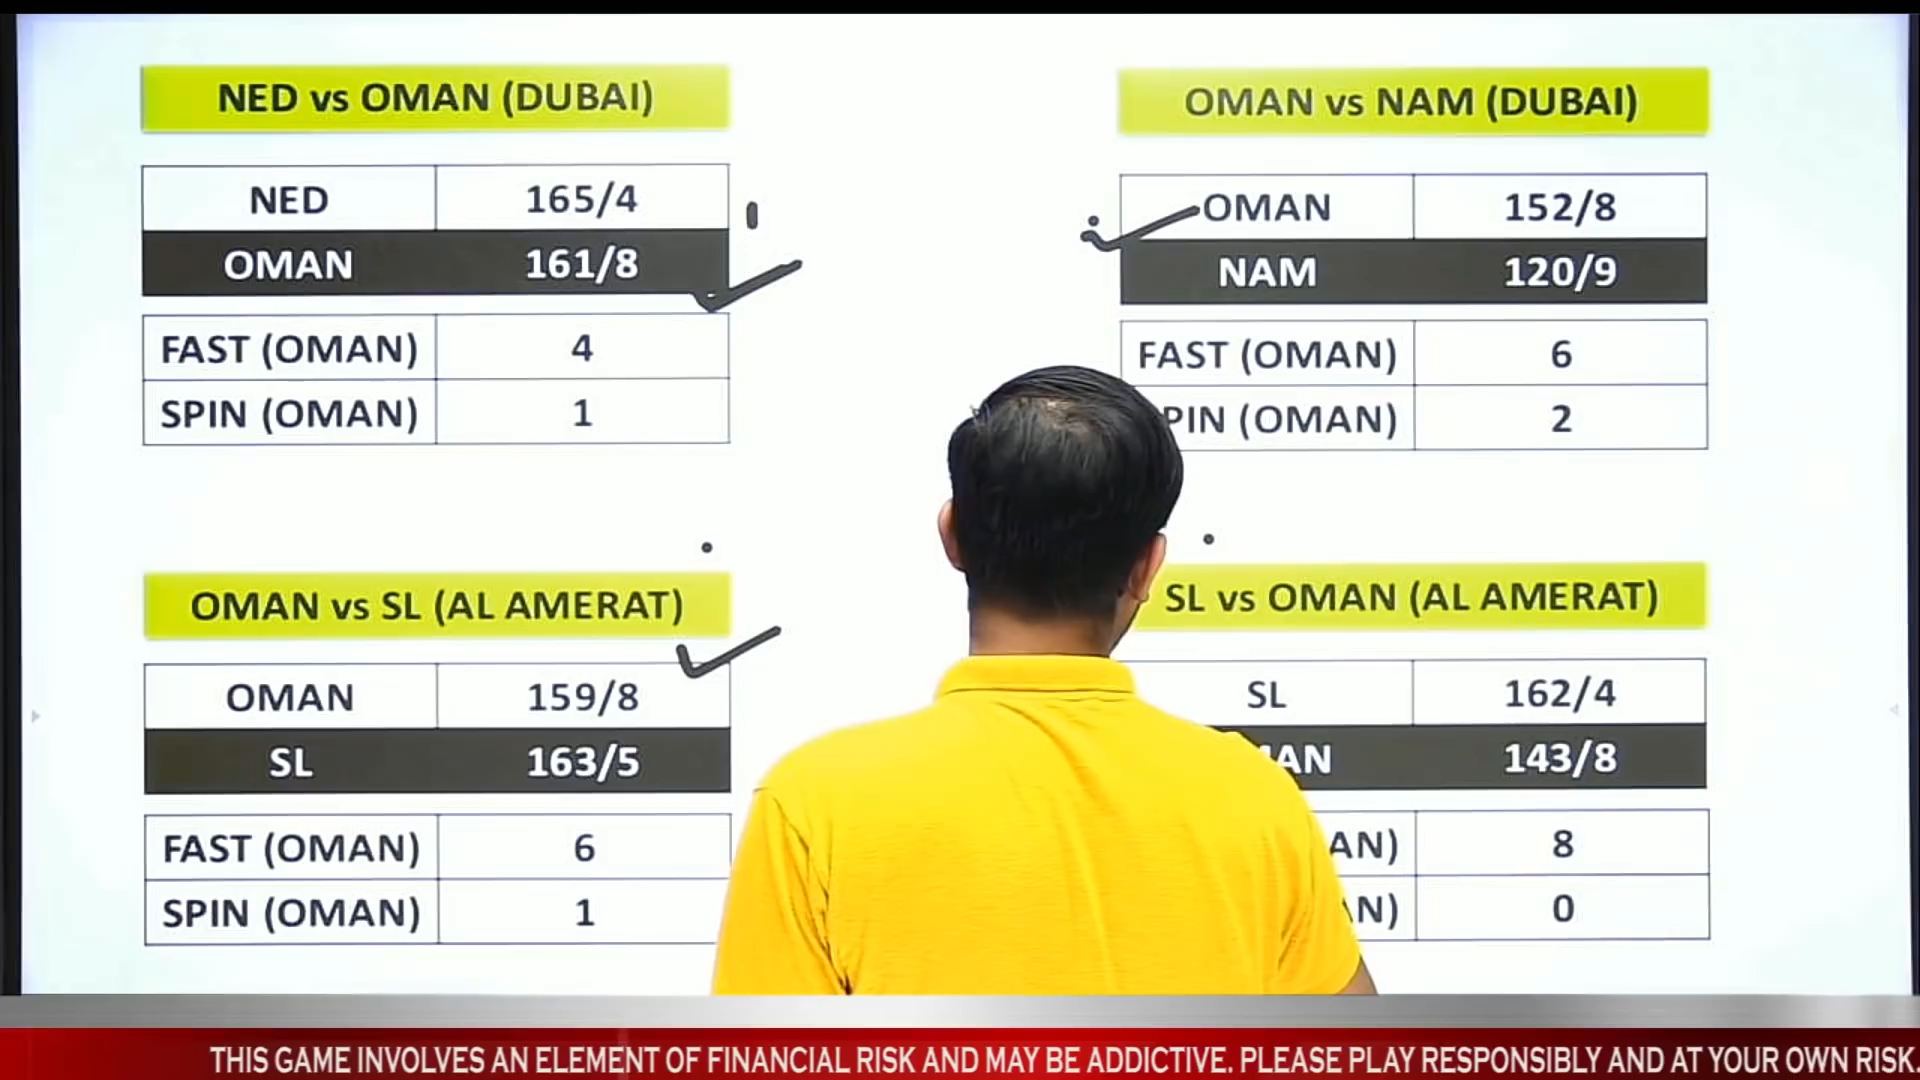 NED vs OMAN (DUBAI)
NED 165/4
OMAN 161/8
FAST (OMAN) 4
SPIN (OMAN) 1
OMAN vs NAM (DUBAI)
OMAN 152/8
NAM 120/9
FAST (OMAN) 6
PIN (OMAN) 2
OMAN vs SL (AL AMERAT)
OMAN 159/8
SL 163/5
FAST (OMAN) 6
SPIN (OMAN) 1
SL vs OMAN (AL AMERAT)
SL 162/4
AN 143/8
AN) 8
N) 0
THIS GAME INVOLVES AN ELEMENT OF FINANCIAL RISK AND MAY BE ADDICTIVE. PLEASE PLAY RESPONSIBLY AND AT YOUR OWN RISK.